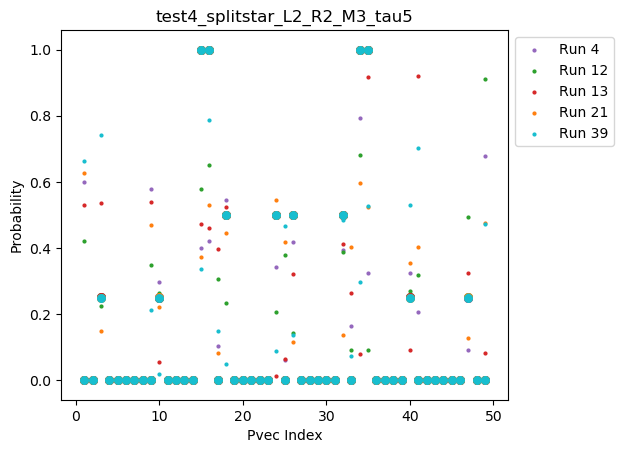 test4_splitstar_L2_R2_M3_tau5
Run 4
Run 12
Run 13
Run 21
Run 39
Probability
1.0
0.8
0.6
0.4
0.2
0.0
0 10 20 30 40 50
Pvec Index